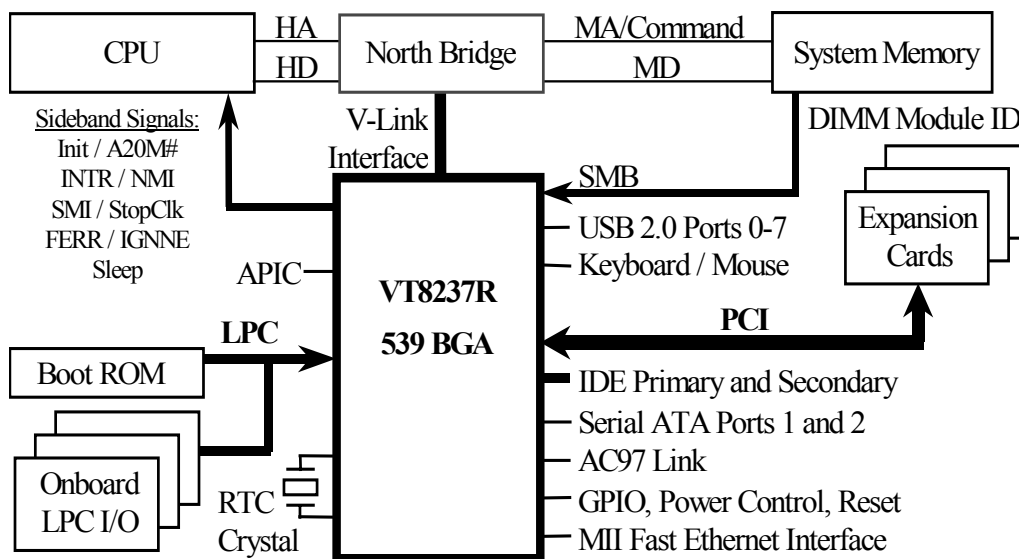 CPU
HA
HD
North Bridge
MA/Command
MD
System Memory
Sideband Signals:
Init / A20M#
INTR / NMI
SMI / StopClk
FERR / IGNNE
Sleep
V-Link
Interface
DIMM Module ID
SMB
USB 2.0 Ports 0-7
Keyboard / Mouse
Expansion
Cards
APIC
VT8237R
539 BGA
PCI
LPC
Boot ROM
IDE Primary and Secondary
Serial ATA Ports 1 and 2
AC97 Link
GPIO, Power Control, Reset
MII Fast Ethernet Interface
Onboard
LPC I/O
RTC
Crystal